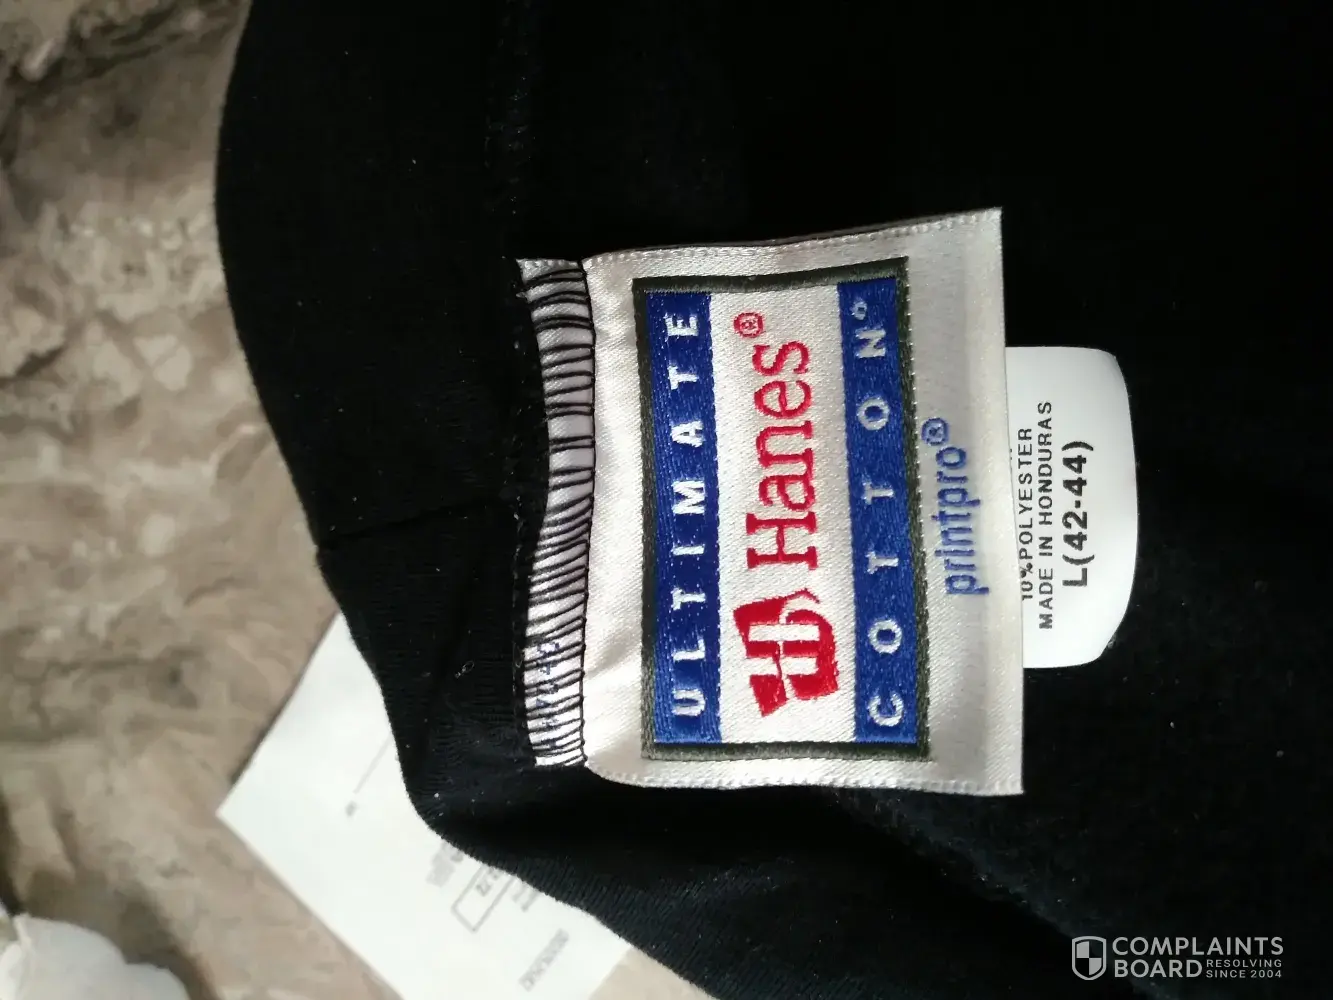 ULTIMATE
Hanes®
COTTON®
printpro®
10%POLYESTER
MADE IN HONDURAS
L(42-44)
COMPLAINTS
BOARD RESOLVING
SINCE 2004